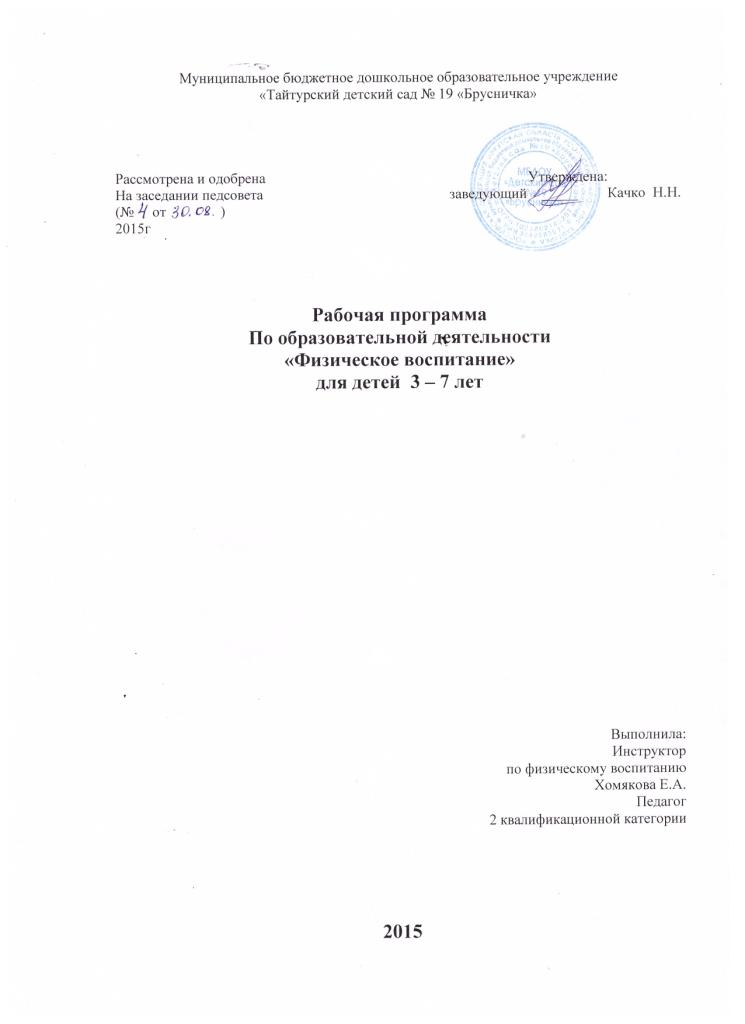 Муниципальное бюджетное дошкольное образовательное учреждение
«Тайтурский детский сад № 19 «Брусничка»
Рассмотрена и одобрена
На заседании педсовета
(№ 4 от 30.08. )
2015г
Утверждена:
заведующий Качко Н.Н.
Рабочая программа
По образовательной деятельности
«Физическое воспитание»
для детей 3 – 7 лет
Выполнила:
Инструктор
по физическому воспитанию
Хомякова Е.А.
Педагог
2 квалификационной категории
2015